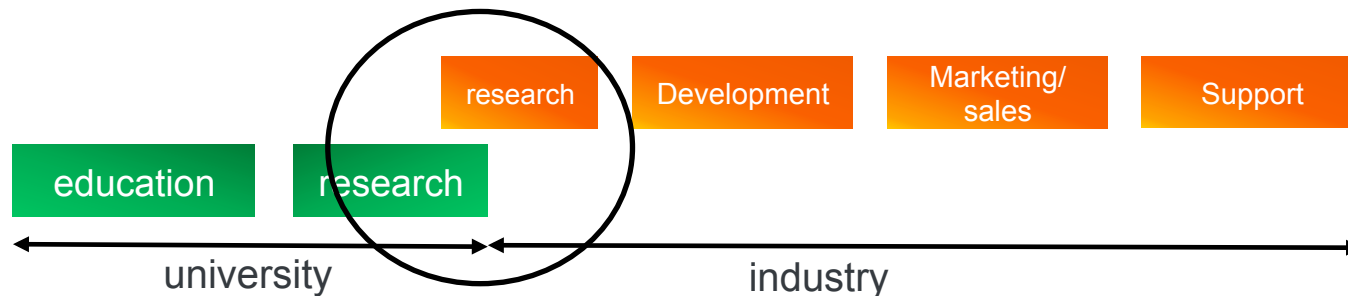 research
Development
Marketing/
sales
Support
education
research
university
industry